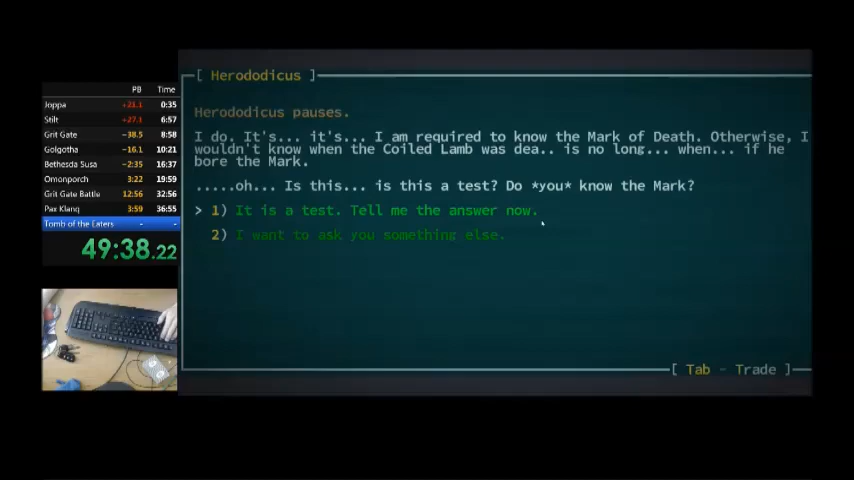 PB Time
Joppa +21.1 0:35
Stilt +27.1 6:57
Grit Gate −38.5 8:58
Golgotha −16.1 10:21
Bethesda Susa −2:35 16:37
Omonporch 3:22 19:59
Grit Gate Battle 12:56 32:56
Pax Klanq 3:59 36:55
Tomb of the Eaters - -
49:38.22
[ Herododicus ]
Herododicus pauses.
I do. It's... it's... I am required to know the Mark of Death. Otherwise, I
wouldn't know when the Coiled Lamb was dea.. is no long... when... if he
bore the Mark.
.....oh... Is this... is this a test? Do *you* know the Mark?
> 1) It is a test. Tell me the answer now.
2) I want to ask you something else.
[ Tab - Trade ]